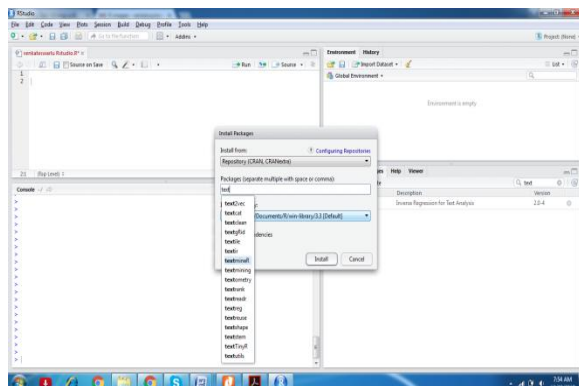 RStudio
File Edit Code View Plots Session Build Debug Profile Tools Help
Go to file/function Addins
Project: (None)
Source on Save Run Source
1
2
2:1 (Top Level)
Console ~/
Environment History
Import Dataset List
Global Environment
Environment is empty
Help Viewer
text
Description Version
Inverse Regression for Text Analysis 2.0-4
Install Packages
Install from: ? Configuring Repositories
Repository (CRAN, CRANextra)
Packages (separate multiple with space or comma):
text
text2vec
textcat
textclean
textgRid
textile
textir
textmineR
textmining
textometry
textrank
textreadr
textreg
textreuse
textshape
textstem
textTinyR
textutils
/Documents/R/win-library/3.3 [Default]
dencies
Install Cancel
7:54 AM